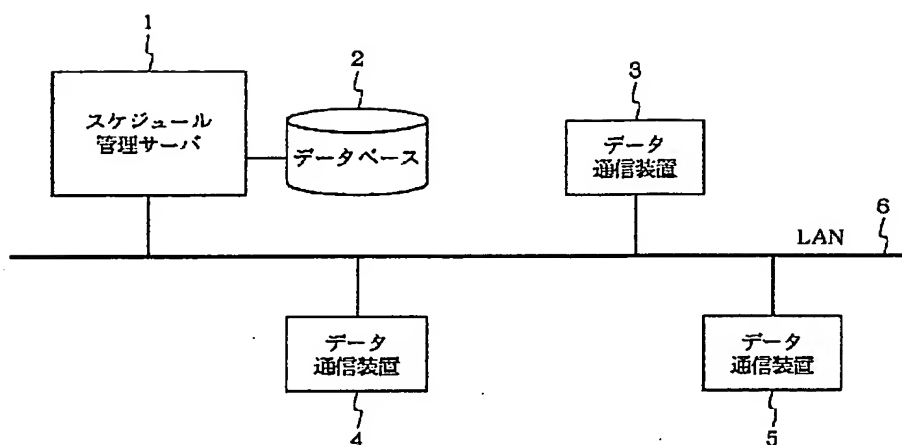 1
スケジュール
管理サーバ
2
データベース
3
データ
通信装置
LAN
6
データ
通信装置
4
データ
通信装置
5